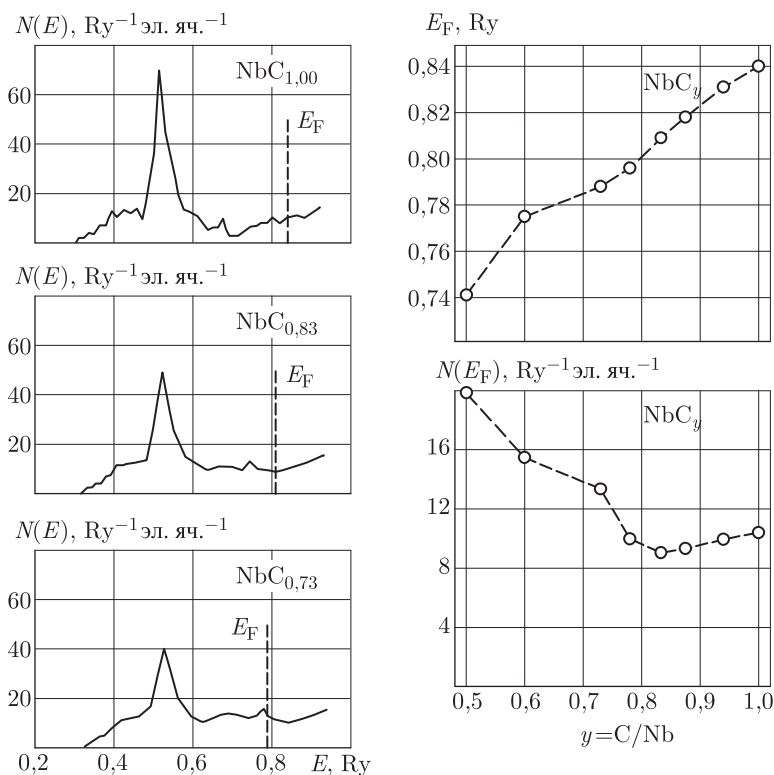 N(E), Ry⁻¹эл. яч.⁻¹
NbC₁,₀₀
60
40
20
E_F
N(E), Ry⁻¹эл. яч.⁻¹
NbC₀,₈₃
60
40
20
E_F
N(E), Ry⁻¹эл. яч.⁻¹
NbC₀,₇₃
60
40
20
E_F
0,2 0,4 0,6 0,8 E, Ry
E_F, Ry
NbC_y
0,84
0,82
0,80
0,78
0,76
0,74
N(E_F), Ry⁻¹эл. яч.⁻¹
NbC_y
16
12
8
4
0,5 0,6 0,7 0,8 0,9 1,0
y=C/Nb